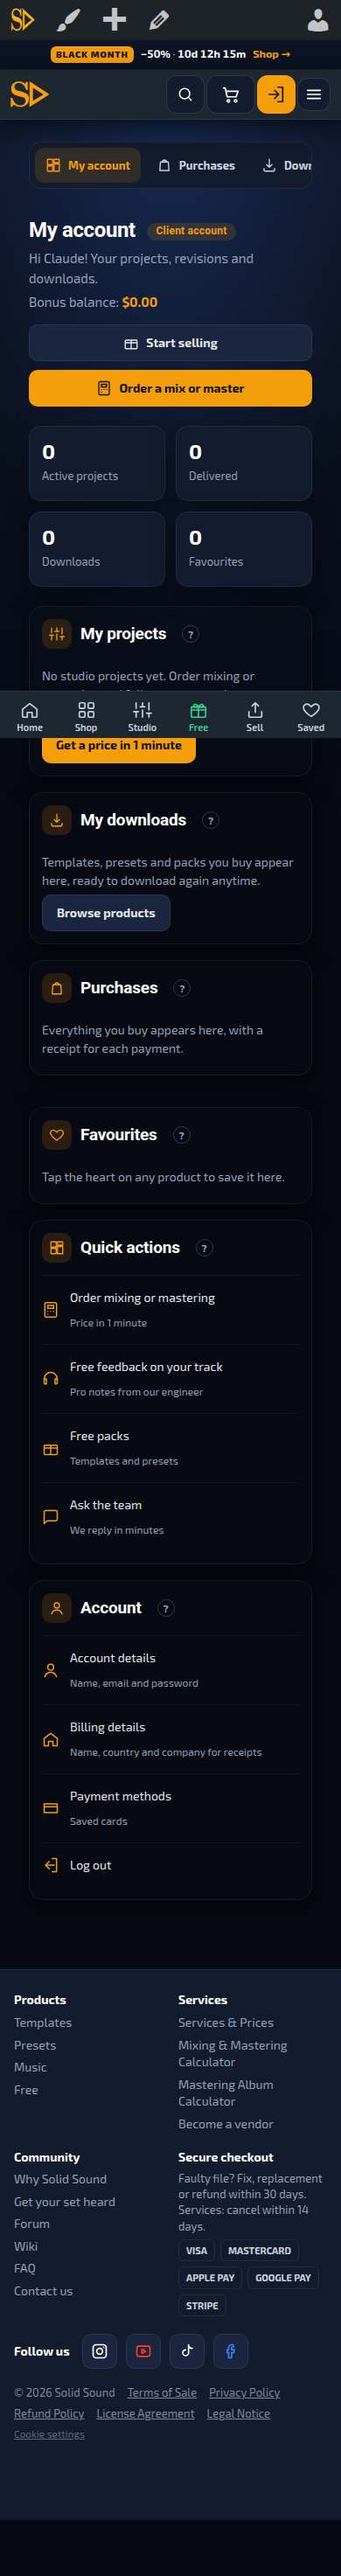 BLACK MONTH −50% · 10d 12h 15m Shop →
My account Purchases Down
My account Client account
Hi Claude! Your projects, revisions and
downloads.
Bonus balance: $0.00
Start selling
Order a mix or master
0 0
Active projects Delivered
0 0
Downloads Favourites
My projects ?
No studio projects yet. Order mixing or
Home Shop Studio Free Sell Saved
Get a price in 1 minute
My downloads ?
Templates, presets and packs you buy appear
here, ready to download again anytime.
Browse products
Purchases ?
Everything you buy appears here, with a
receipt for each payment.
Favourites ?
Tap the heart on any product to save it here.
Quick actions ?
Order mixing or mastering
Price in 1 minute
Free feedback on your track
Pro notes from our engineer
Free packs
Templates and presets
Ask the team
We reply in minutes
Account ?
Account details
Name, email and password
Billing details
Name, country and company for receipts
Payment methods
Saved cards
Log out
Products
Templates
Presets
Music
Free
Services
Services & Prices
Mixing & Mastering
Calculator
Mastering Album
Calculator
Become a vendor
Community
Why Solid Sound
Get your set heard
Forum
Wiki
FAQ
Contact us
Secure checkout
Faulty file? Fix, replacement
or refund within 30 days.
Services: cancel within 14
days.
VISA MASTERCARD
APPLE PAY GOOGLE PAY
STRIPE
Follow us
© 2026 Solid Sound Terms of Sale Privacy Policy
Refund Policy License Agreement Legal Notice
Cookie settings